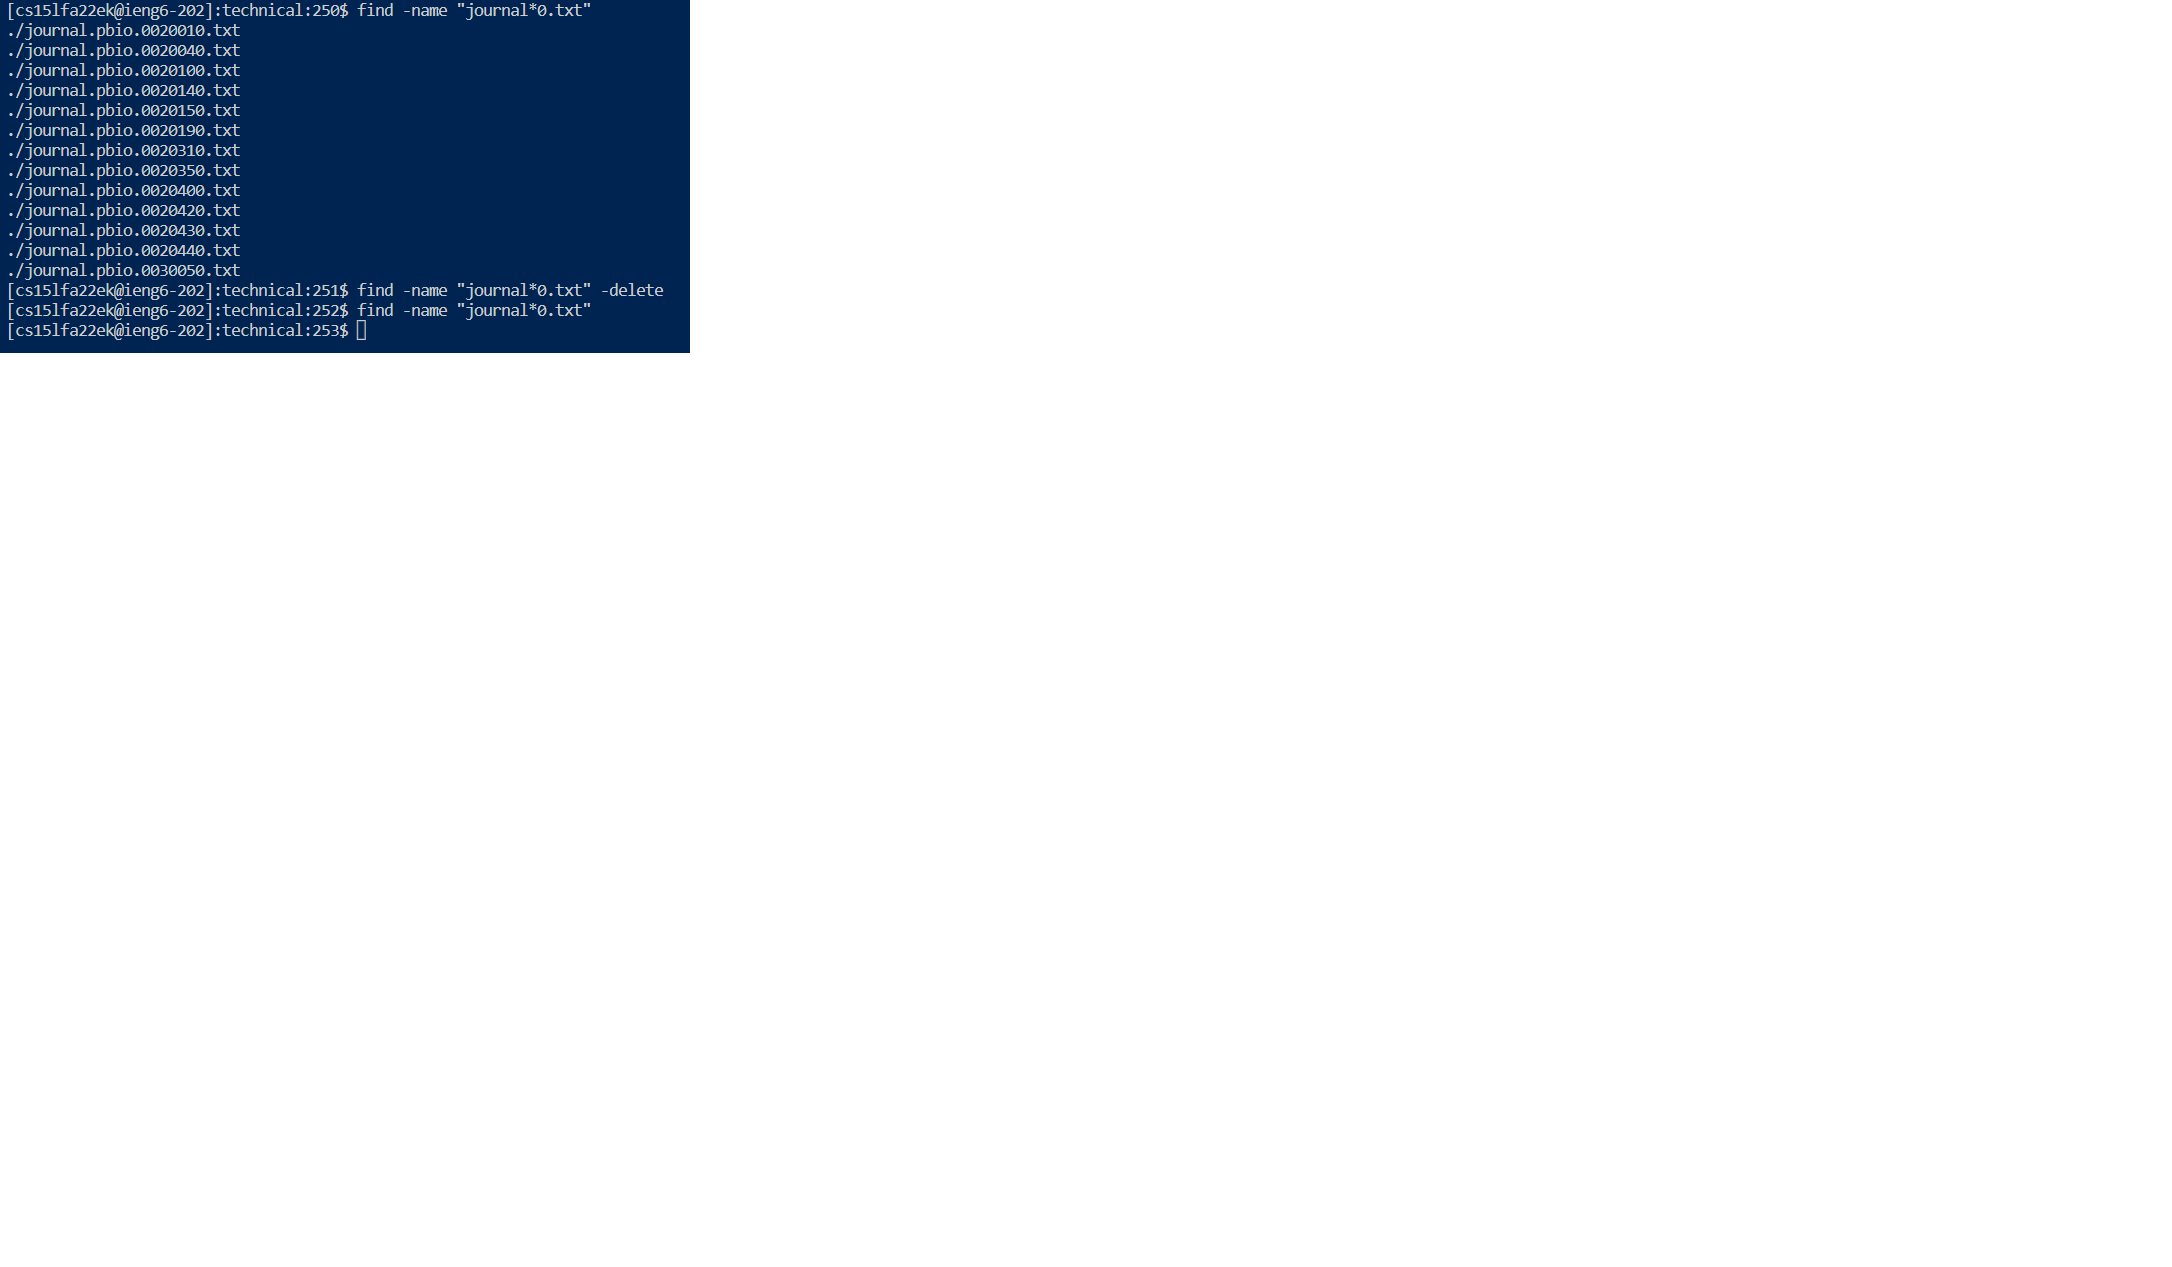 [cs15lfa22ek@ieng6-202]:technical:250$ find -name "journal*0.txt"
./journal.pbio.0020010.txt
./journal.pbio.0020040.txt
./journal.pbio.0020100.txt
./journal.pbio.0020140.txt
./journal.pbio.0020150.txt
./journal.pbio.0020190.txt
./journal.pbio.0020310.txt
./journal.pbio.0020350.txt
./journal.pbio.0020400.txt
./journal.pbio.0020420.txt
./journal.pbio.0020430.txt
./journal.pbio.0020440.txt
./journal.pbio.0030050.txt
[cs15lfa22ek@ieng6-202]:technical:251$ find -name "journal*0.txt" -delete
[cs15lfa22ek@ieng6-202]:technical:252$ find -name "journal*0.txt"
[cs15lfa22ek@ieng6-202]:technical:253$